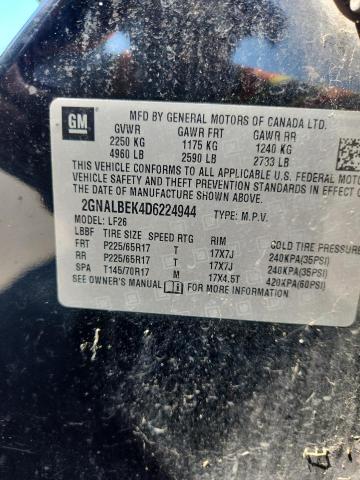 GM
MFD BY GENERAL MOTORS OF CANADA LTD.
GVWR GAWR FRT GAWR RR
2250 KG 1175 KG 1240 KG
4960 LB 2590 LB 2733 LB
THIS VEHICLE CONFORMS TO ALL APPLICABLE U.S. FEDERAL MOTOR
VEHICLE SAFETY, BUMPER, AND THEFT PREVENTION
STANDARDS IN EFFECT ON THE
DATE OF MANUFACTURE SHOWN ABOVE.
2GNALBEK4D6224944 TYPE: M.P.V.
MODEL: LF26
LBBF TIRE SIZE SPEED RTG RIM COLD TIRE PRESSURE
FRT P225/65R17 T 17X7J 240KPA(35PSI)
RR P225/65R17 T 17X7J 240KPA(35PSI)
SPA T145/70R17 M 17X4.5T 420KPA(60PSI)
SEE OWNER'S MANUAL FOR MORE INFORMATION.